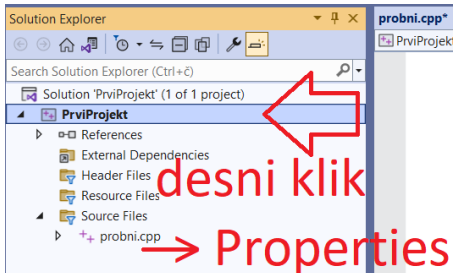 Solution Explorer
probni.cpp*
PrviProjekt
Search Solution Explorer (Ctrl+č)
Solution 'PrviProjekt' (1 of 1 project)
PrviProjekt
References
External Dependencies
Header Files
Resource Files
desni klik
Source Files
probni.cpp
Properties